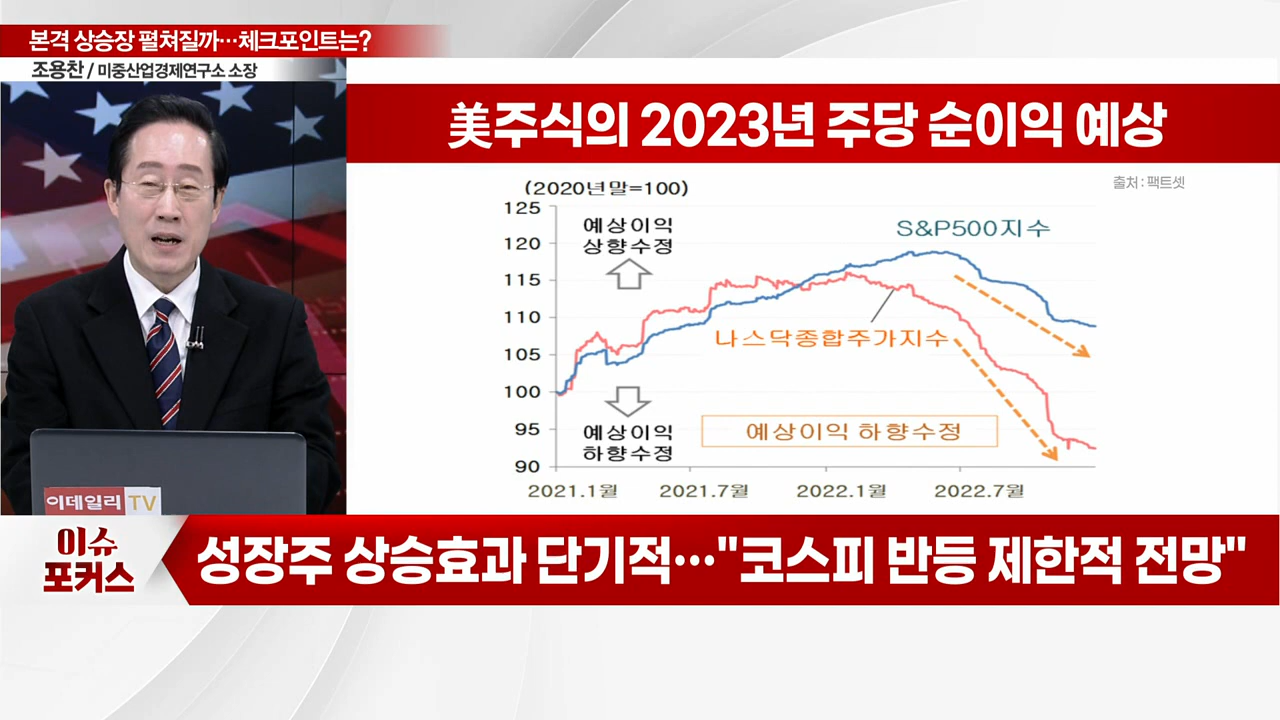 본격 상승장 펼쳐질까…체크포인트는?
조용찬 / 미중산업경제연구소 소장
美주식의 2023년 주당 순이익 예상
출처 : 팩트셋
(2020년말=100)
125
120
115
110
105
100
95
90
예상이익
상향수정
S&P500지수
나스닥종합주가지수
예상이익
하향수정
예상이익 하향수정
2021.1월 2021.7월 2022.1월 2022.7월
이데일리 TV
이슈
포커스
성장주 상승효과 단기적…"코스피 반등 제한적 전망"